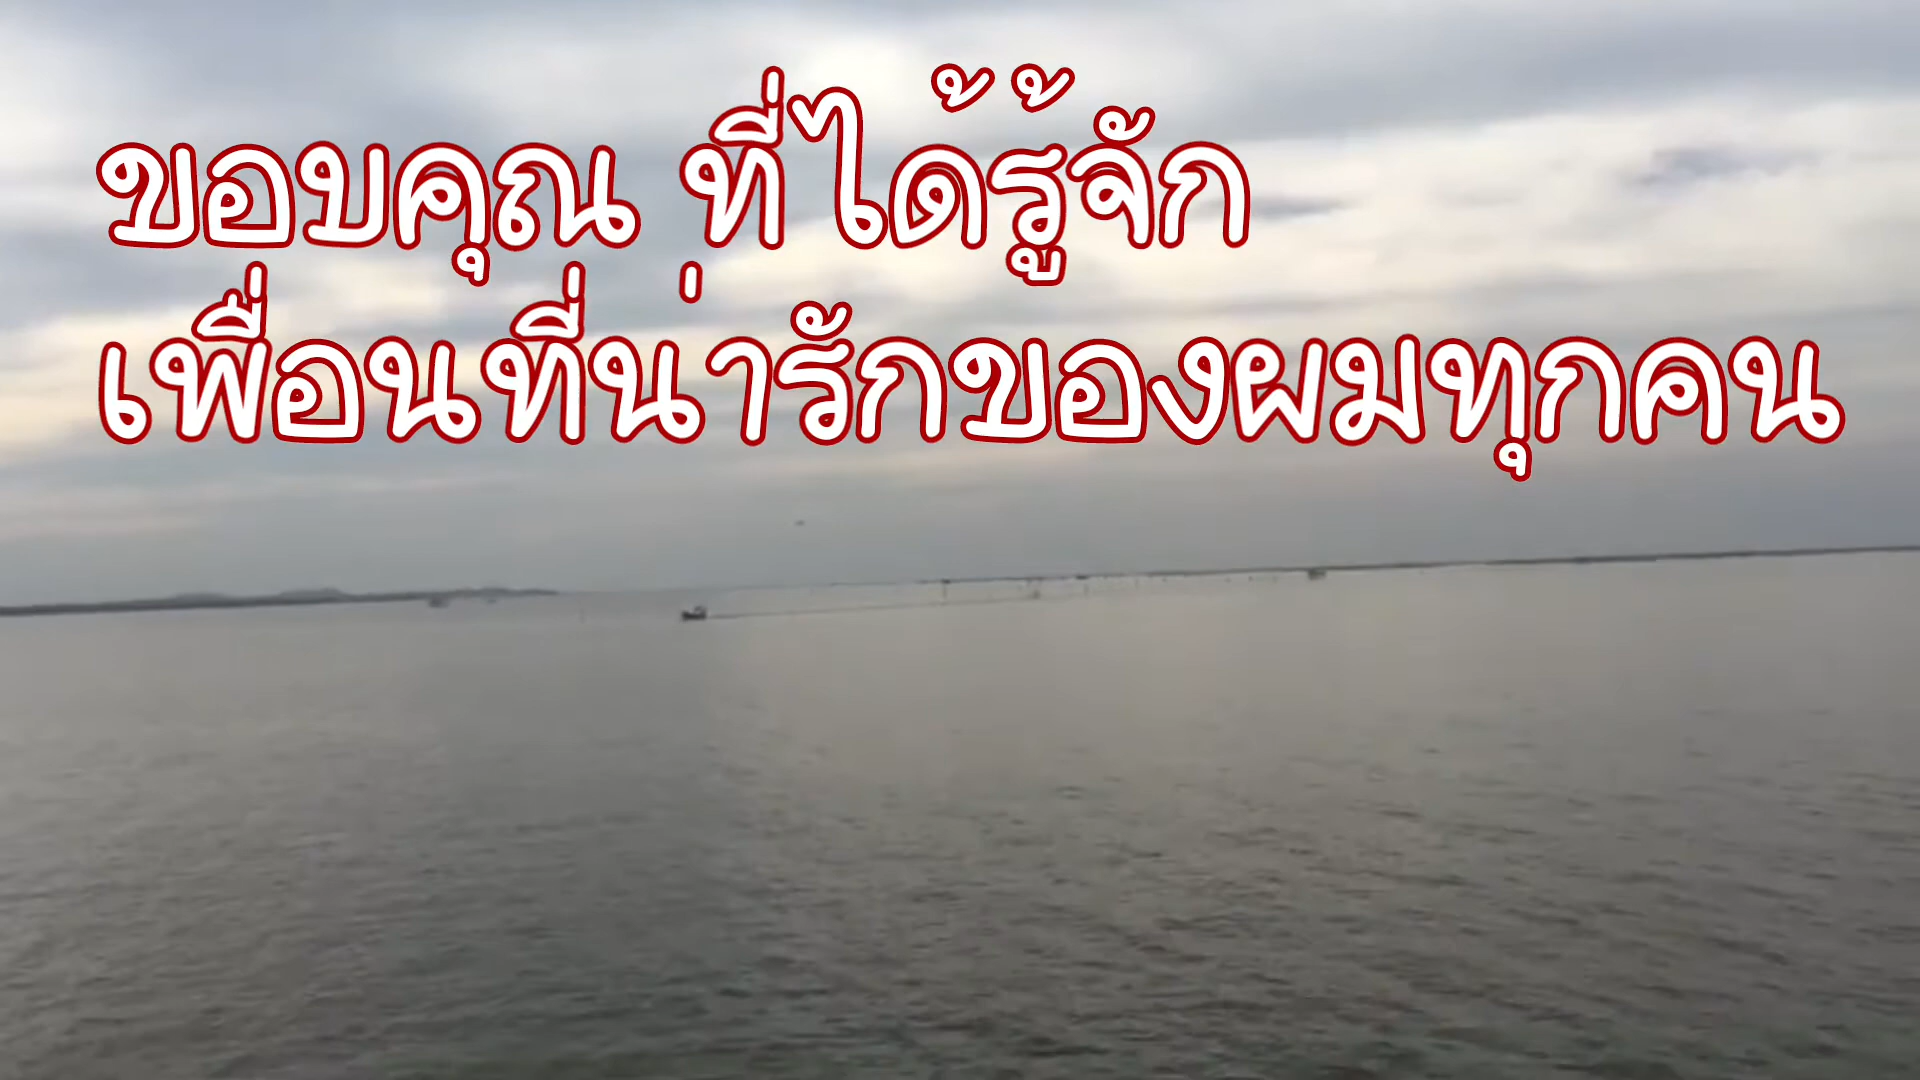 ขอบคุณ ที่ได้รู้จัก
เพื่อนที่น่ารักของผมทุกคน